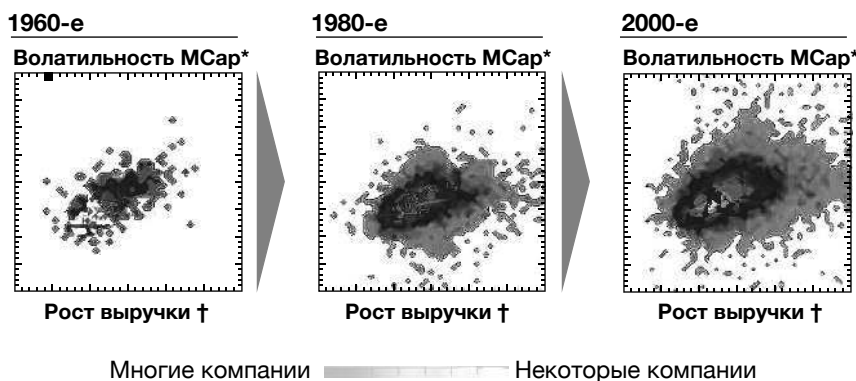 1960-е 1980-е 2000-е
Волатильность MCap* Волатильность MCap* Волатильность MCap*
Рост выручки † Рост выручки † Рост выручки †
Многие компании Некоторые компании